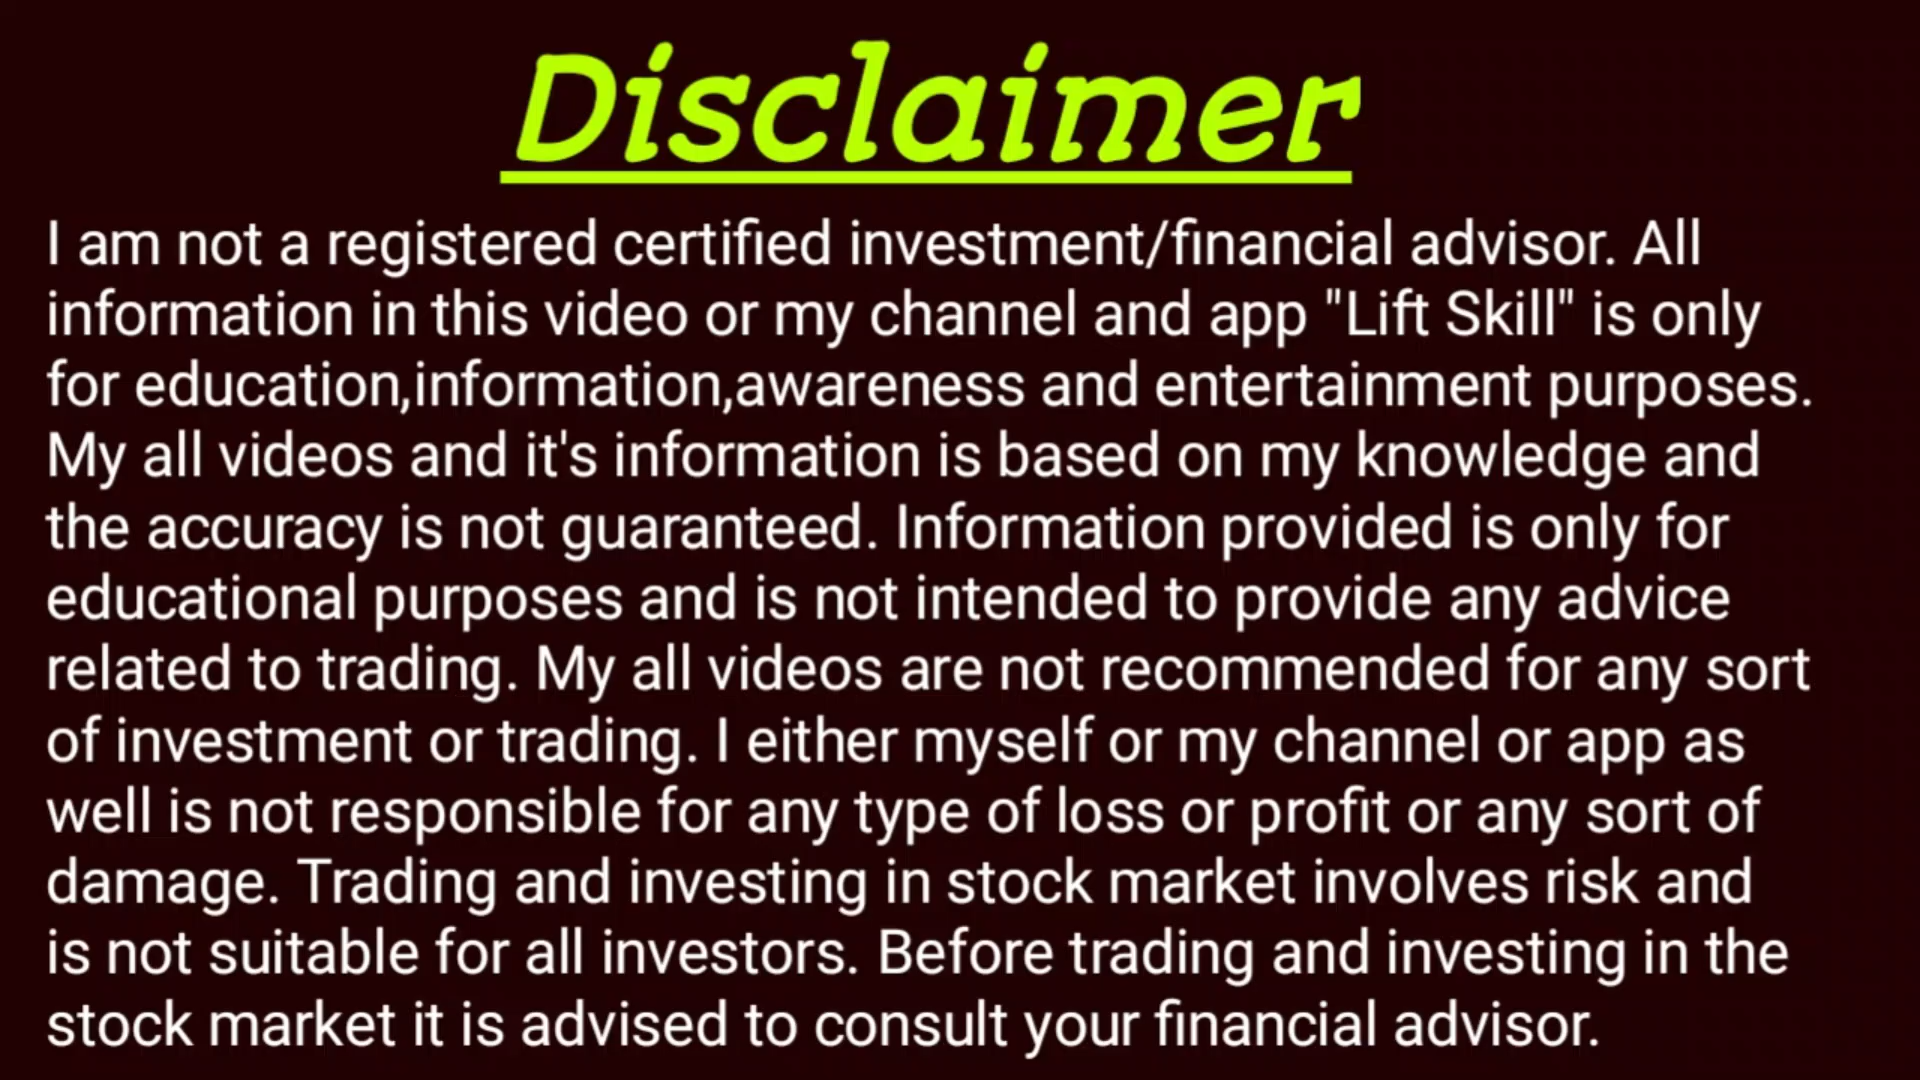 Disclaimer
I am not a registered certified investment/financial advisor. All
information in this video or my channel and app "Lift Skill" is only
for education,information,awareness and entertainment purposes.
My all videos and it's information is based on my knowledge and
the accuracy is not guaranteed. Information provided is only for
educational purposes and is not intended to provide any advice
related to trading. My all videos are not recommended for any sort
of investment or trading. I either myself or my channel or app as
well is not responsible for any type of loss or profit or any sort of
damage. Trading and investing in stock market involves risk and
is not suitable for all investors. Before trading and investing in the
stock market it is advised to consult your financial advisor.